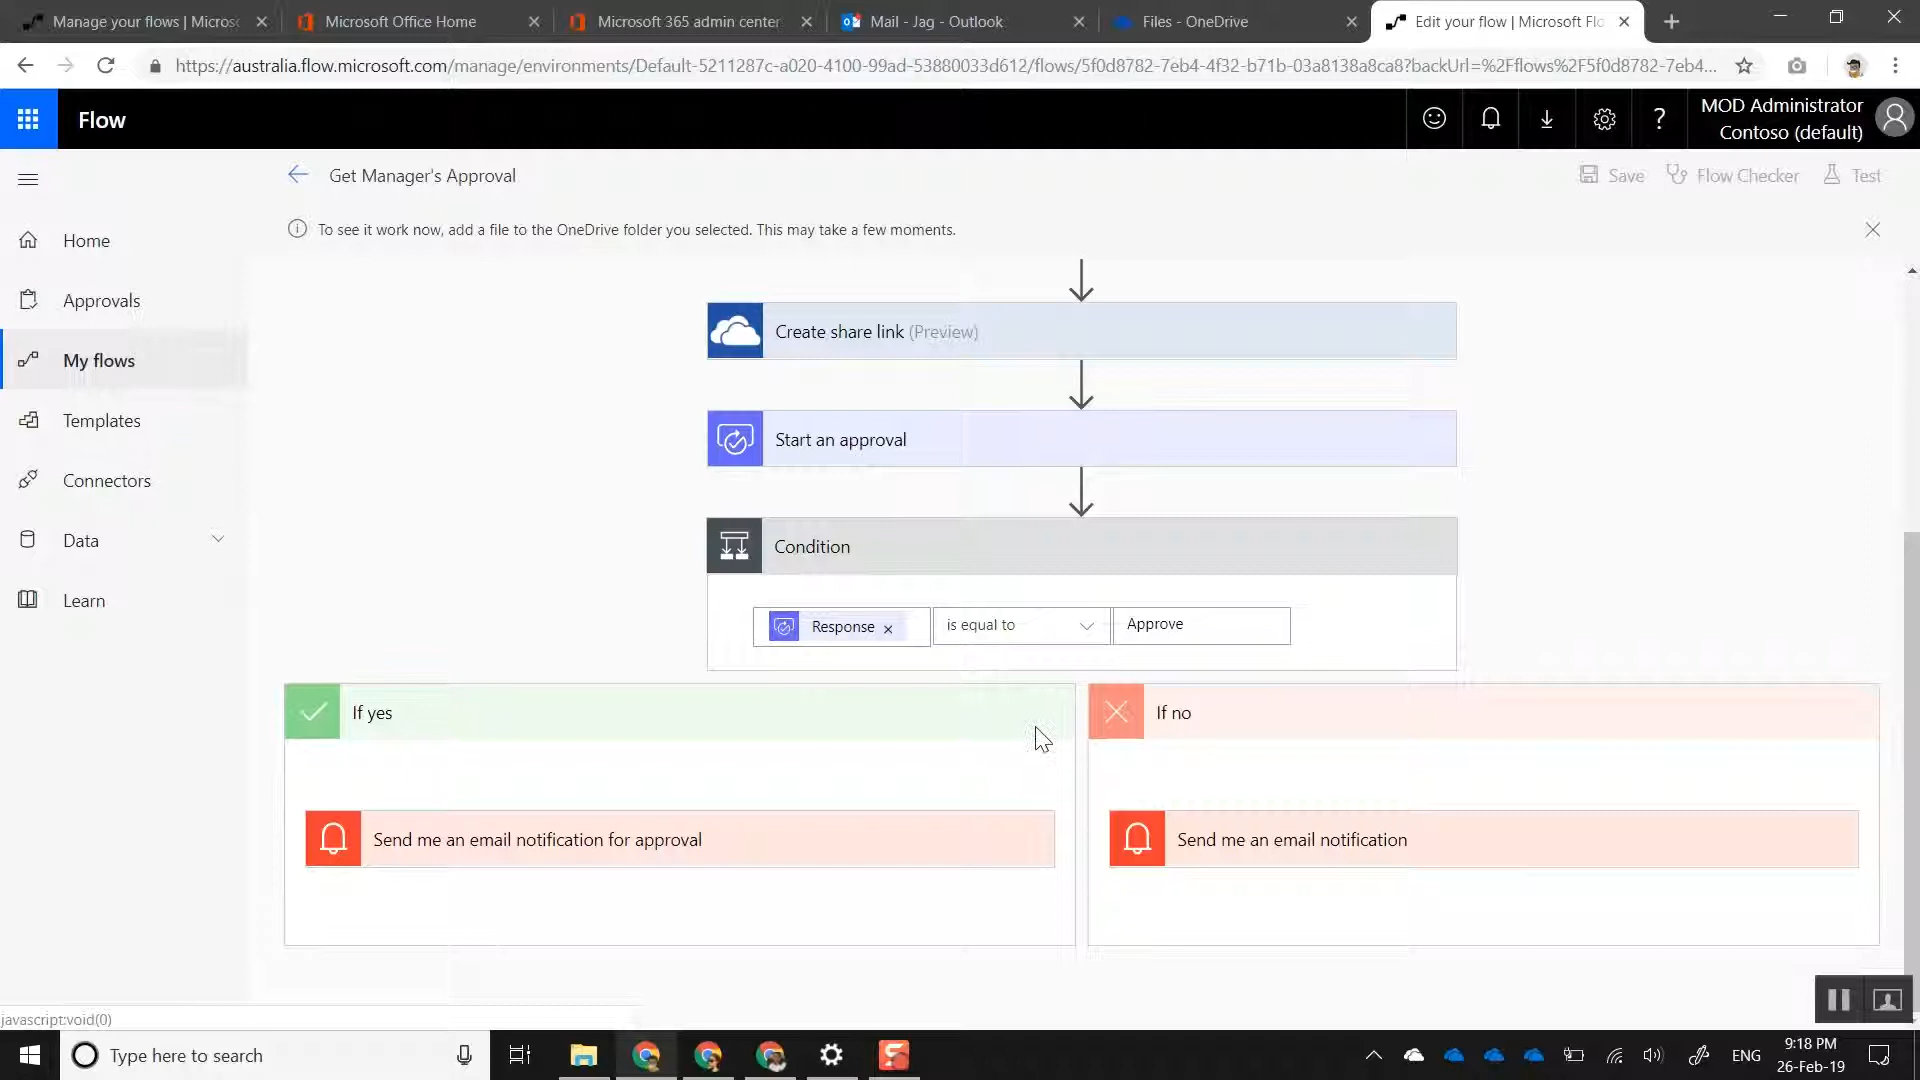 Manage your flows | Micros
Microsoft Office Home
Microsoft 365 admin center
Mail - Jag - Outlook
Files - OneDrive
Edit your flow | Microsoft Flo
https://australia.flow.microsoft.com/manage/environments/Default-5211287c-a020-4100-99ad-53880033d612/flows/5f0d8782-7eb4-4f32-b71b-03a8138a8ca8?backUrl=%2Fflows%2F5f0d8782-7eb4...
Flow
?
MOD Administrator
Contoso (default)
Get Manager's Approval
Save
Flow Checker
Test
To see it work now, add a file to the OneDrive folder you selected. This may take a few moments.
Home
Approvals
My flows
Templates
Connectors
Data
Learn
Create share link (Preview)
Start an approval
Condition
Response
is equal to
Approve
If yes
If no
Send me an email notification for approval
Send me an email notification
javascript:void(0)
Type here to search
ENG
9:18 PM
26-Feb-19